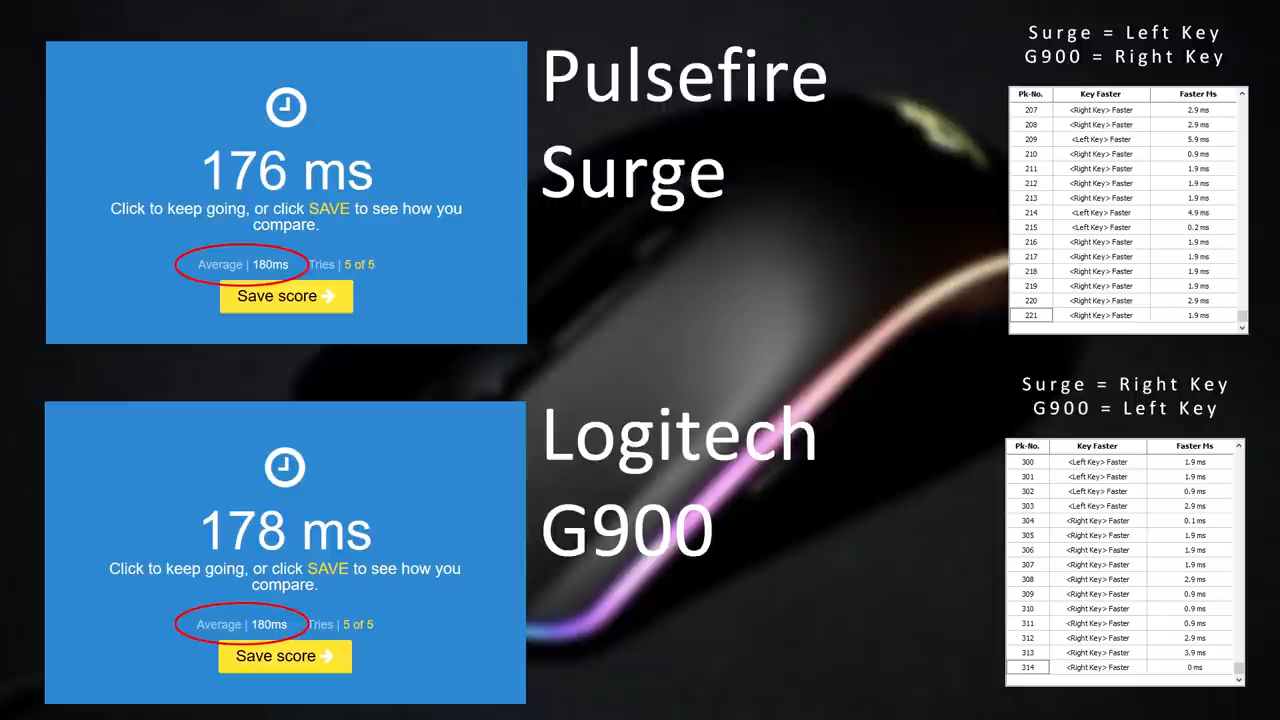 176 ms
Click to keep going, or click SAVE to see how you
compare.
Average | 180ms Tries | 5 of 5
Save score
Pulsefire
Surge
Surge = Left Key
G900 = Right Key
Pk-No. Key Faster Faster Ms
207 <Right Key> Faster 2.9 ms
208 <Right Key> Faster 2.9 ms
209 <Left Key> Faster 5.9 ms
210 <Right Key> Faster 0.9 ms
211 <Right Key> Faster 1.9 ms
212 <Right Key> Faster 1.9 ms
213 <Right Key> Faster 1.9 ms
214 <Left Key> Faster 4.9 ms
215 <Left Key> Faster 0.2 ms
216 <Right Key> Faster 1.9 ms
217 <Right Key> Faster 1.9 ms
218 <Right Key> Faster 1.9 ms
219 <Right Key> Faster 1.9 ms
220 <Right Key> Faster 2.9 ms
221 <Right Key> Faster 1.9 ms
178 ms
Click to keep going, or click SAVE to see how you
compare.
Average | 180ms Tries | 5 of 5
Save score
Logitech
G900
Surge = Right Key
G900 = Left Key
Pk-No. Key Faster Faster Ms
300 <Left Key> Faster 1.9 ms
301 <Left Key> Faster 1.9 ms
302 <Left Key> Faster 0.9 ms
303 <Left Key> Faster 2.9 ms
304 <Right Key> Faster 0.1 ms
305 <Right Key> Faster 1.9 ms
306 <Right Key> Faster 1.9 ms
307 <Right Key> Faster 1.9 ms
308 <Right Key> Faster 2.9 ms
309 <Right Key> Faster 0.9 ms
310 <Right Key> Faster 0.9 ms
311 <Right Key> Faster 0.9 ms
312 <Right Key> Faster 2.9 ms
313 <Right Key> Faster 3.9 ms
314 <Right Key> Faster 0 ms